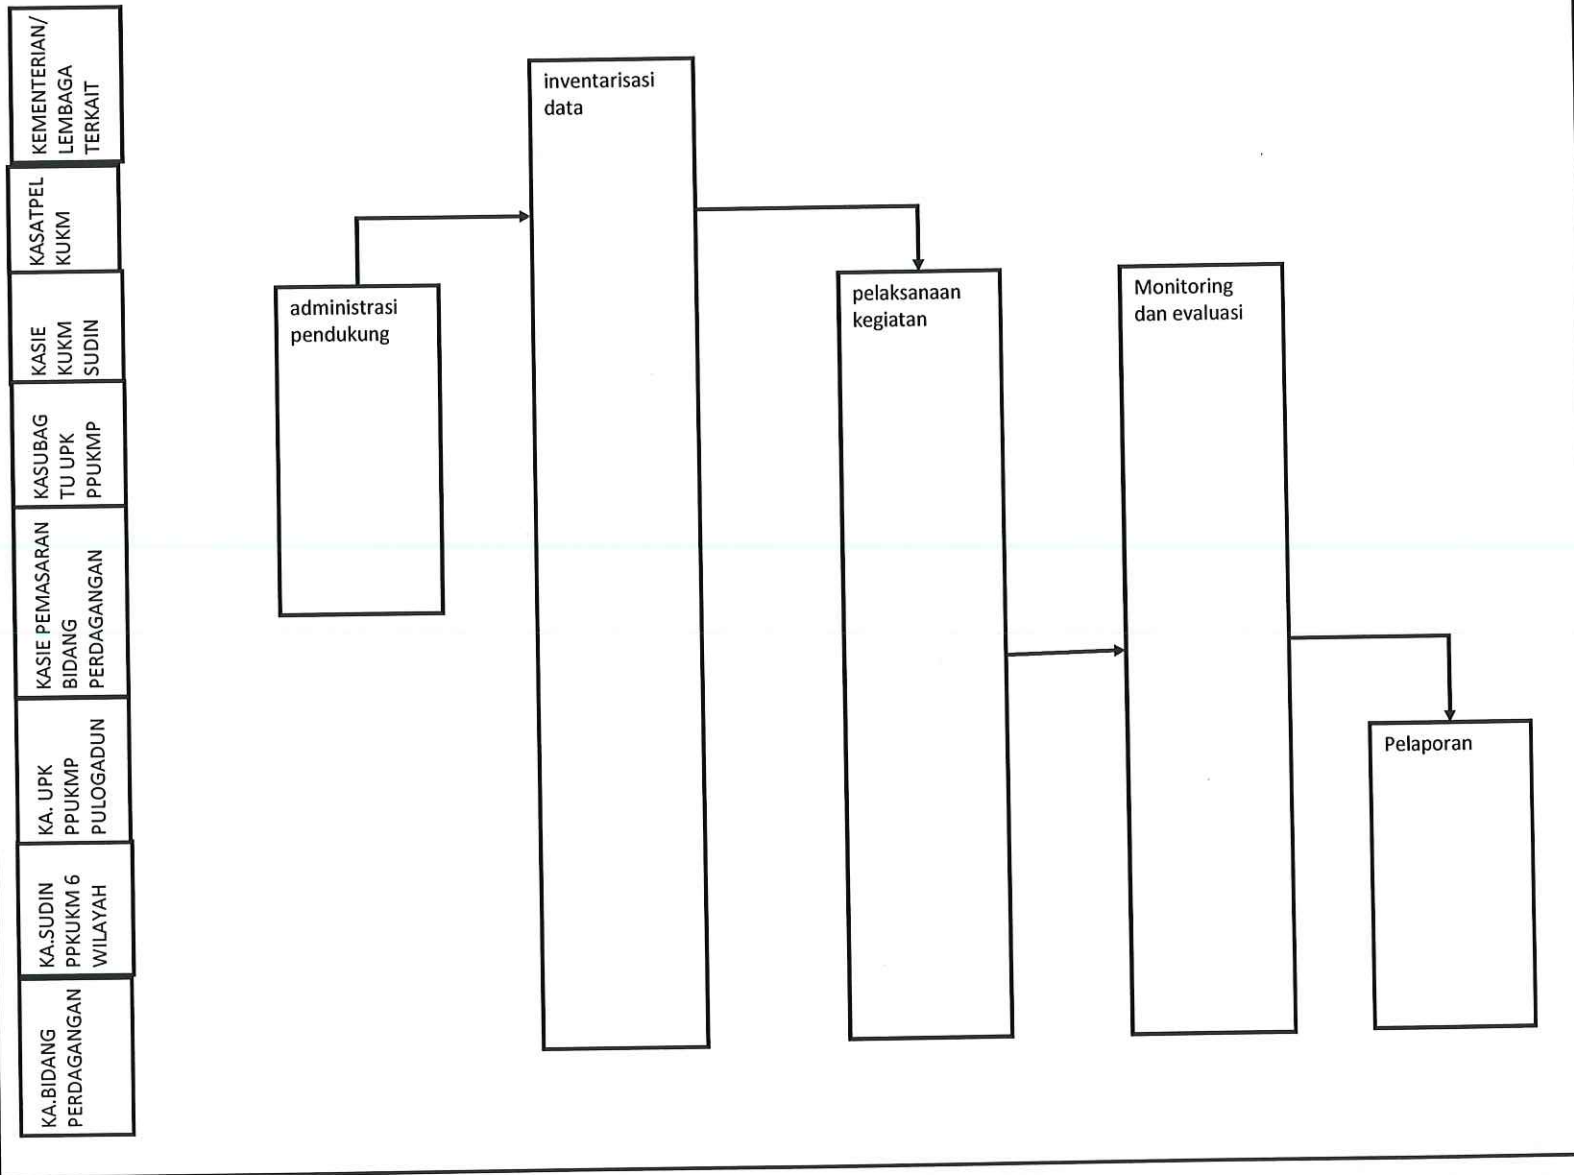 KEMENTERIAN/
LEMBAGA
TERKAIT
KASATPEL
KUKM
KASIE
KUKM
SUDIN
KASUBAG
TU UPK
PPUKMP
KASIE PEMASARAN
BIDANG
PERDAGANGAN
KA. UPK
PPUKMP
PULOGADUN
KA.SUDIN
PPKUKM 6
WILAYAH
KA.BIDANG
PERDAGANGAN
administrasi
pendukung
inventarisasi
data
pelaksanaan
kegiatan
Monitoring
dan evaluasi
Pelaporan